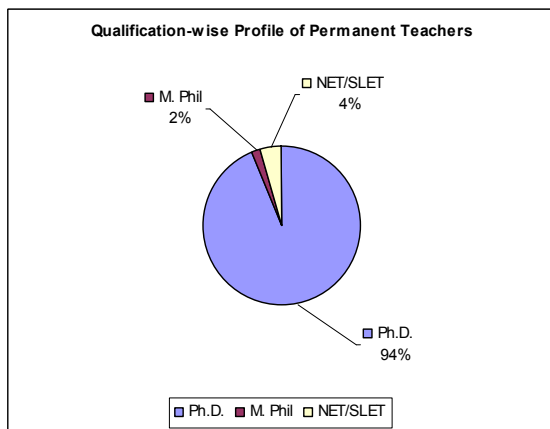 Qualification-wise Profile of Permanent Teachers
NET/SLET
4%
M. Phil
2%
Ph.D.
94%
Ph.D. M. Phil NET/SLET